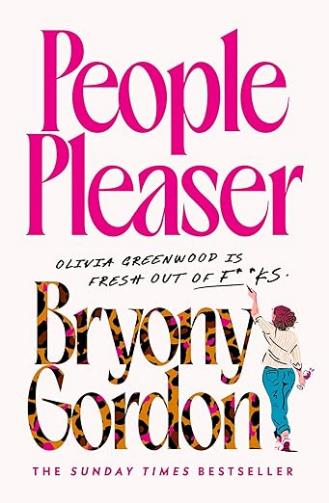 People
Pleaser
OLIVIA GREENWOOD IS
FRESH OUT OF F**KS.
Bryony
Gordon
THE SUNDAY TIMES BESTSELLER